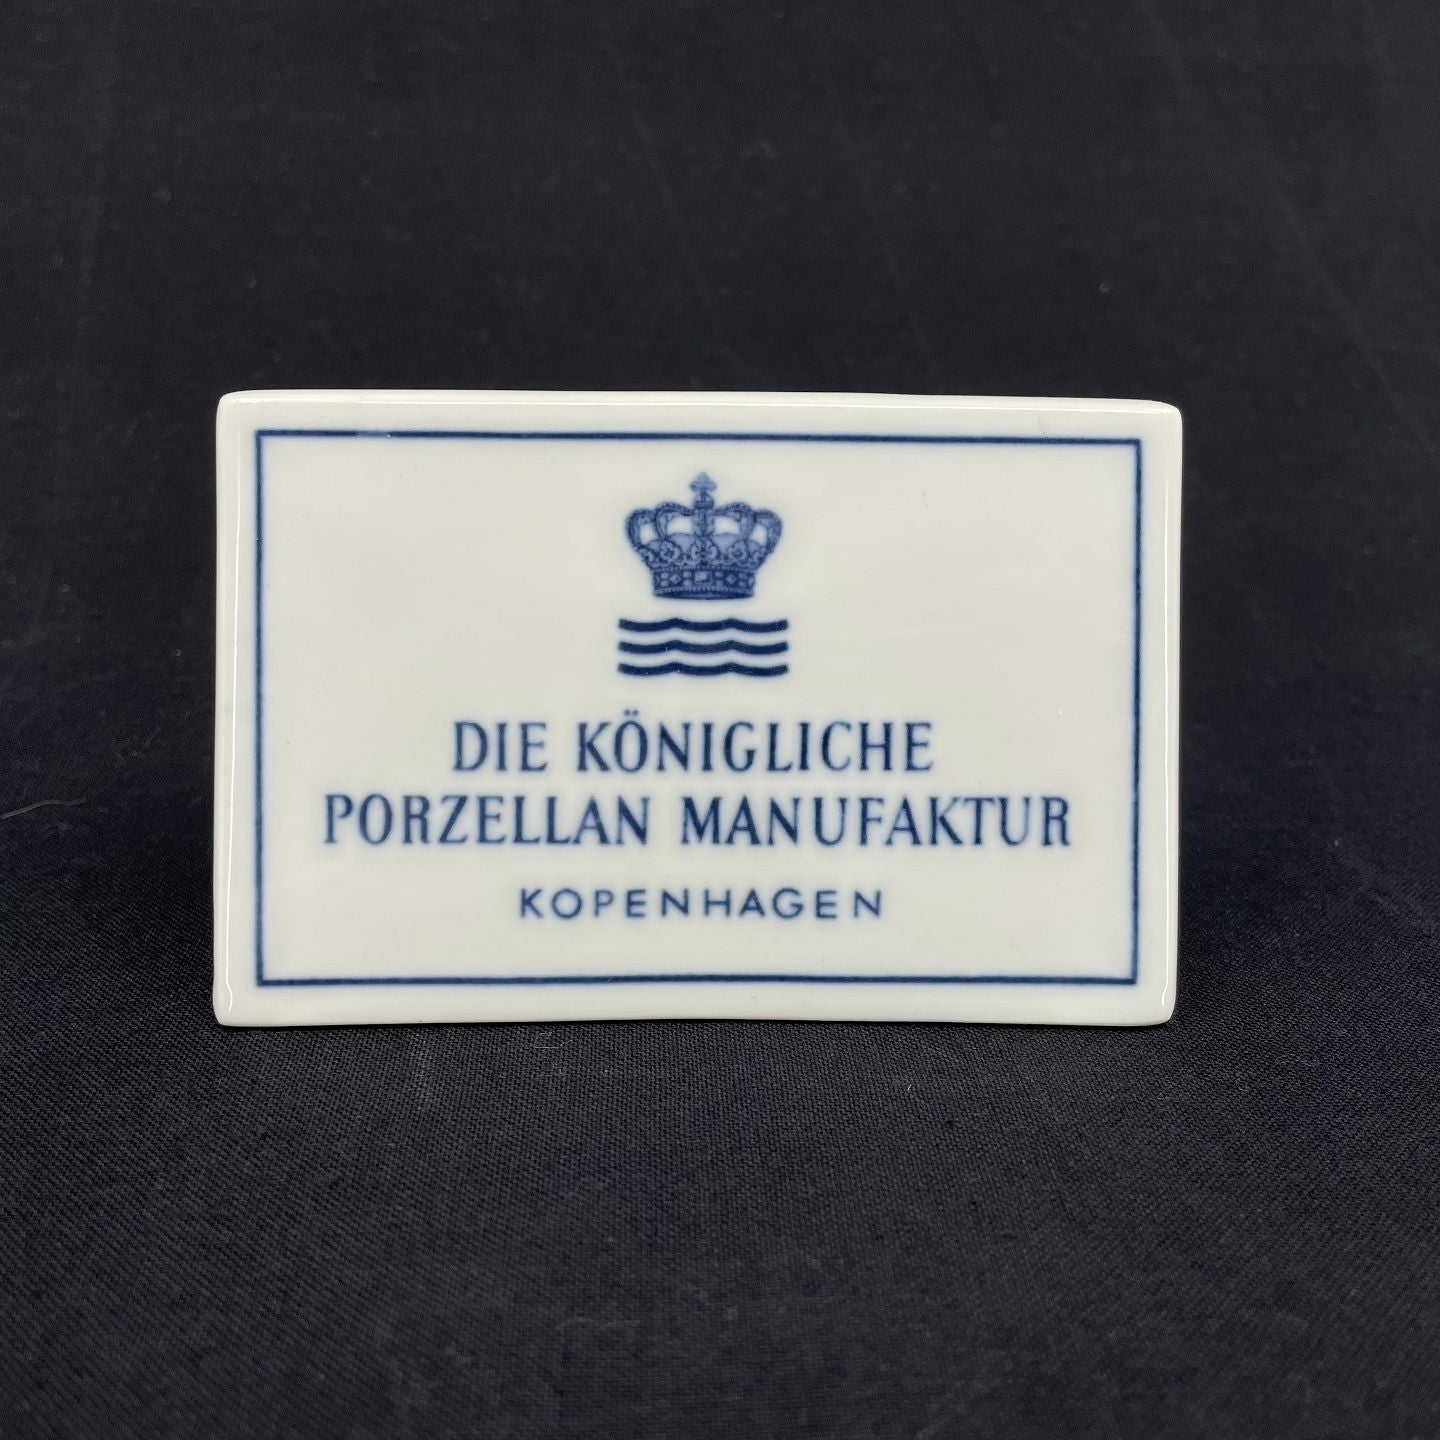 DIE KÖNIGLICHE
PORZELLAN MANUFAKTUR
KOPENHAGEN